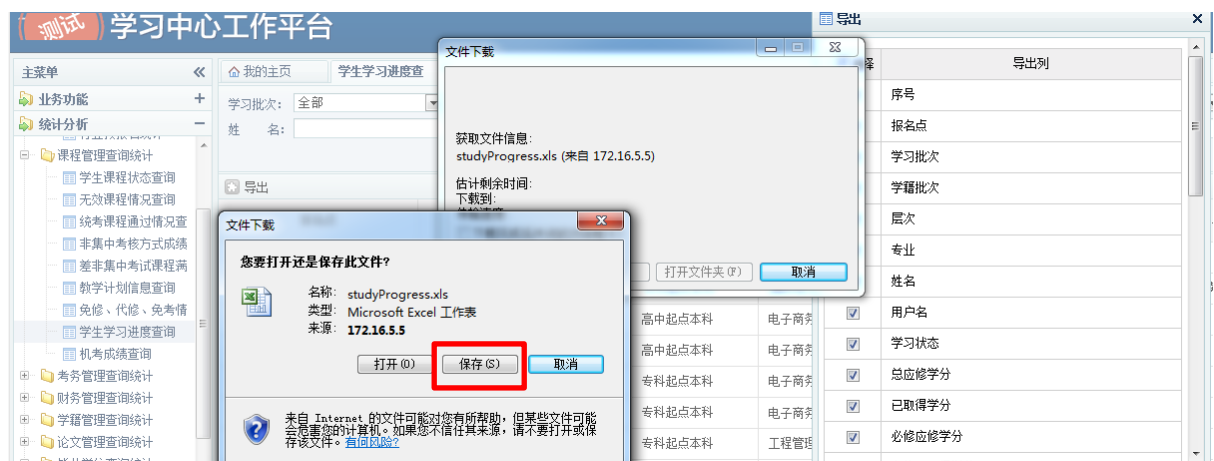 测试 学习中心工作平台
主菜单
业务功能
统计分析
课程管理查询统计
学生课程状态查询
无效课程情况查询
统考课程通过情况查
非集中考核方式成绩
差非集中考试课程满
教学计划信息查询
免修、代修、免考情
学生学习进度查询
机考成绩查询
考务管理查询统计
财务管理查询统计
学籍管理查询统计
论文管理查询统计
我的主页
学生学习进度查
学习批次: 全部
姓 名:
导出
文件下载
获取文件信息:
studyProgress.xls (来自 172.16.5.5)
估计剩余时间:
下载到:
打开文件夹(F)
取消
文件下载
您要打开还是保存此文件?
名称: studyProgress.xls
类型: Microsoft Excel 工作表
来源: 172.16.5.5
打开(O)
保存(S)
取消
来自 Internet 的文件可能对您有所帮助，但某些文件可能
会危害您的计算机。如果您不信任其来源，请不要打开或保
存该文件。有何风险?
高中起点本科 电子商务
高中起点本科 电子商务
专科起点本科 电子商务
专科起点本科 电子商务
专科起点本科 工程管理
导出
择
导出列
序号
报名点
学习批次
学籍批次
层次
专业
姓名
用户名
学习状态
总应修学分
已取得学分
必修应修学分